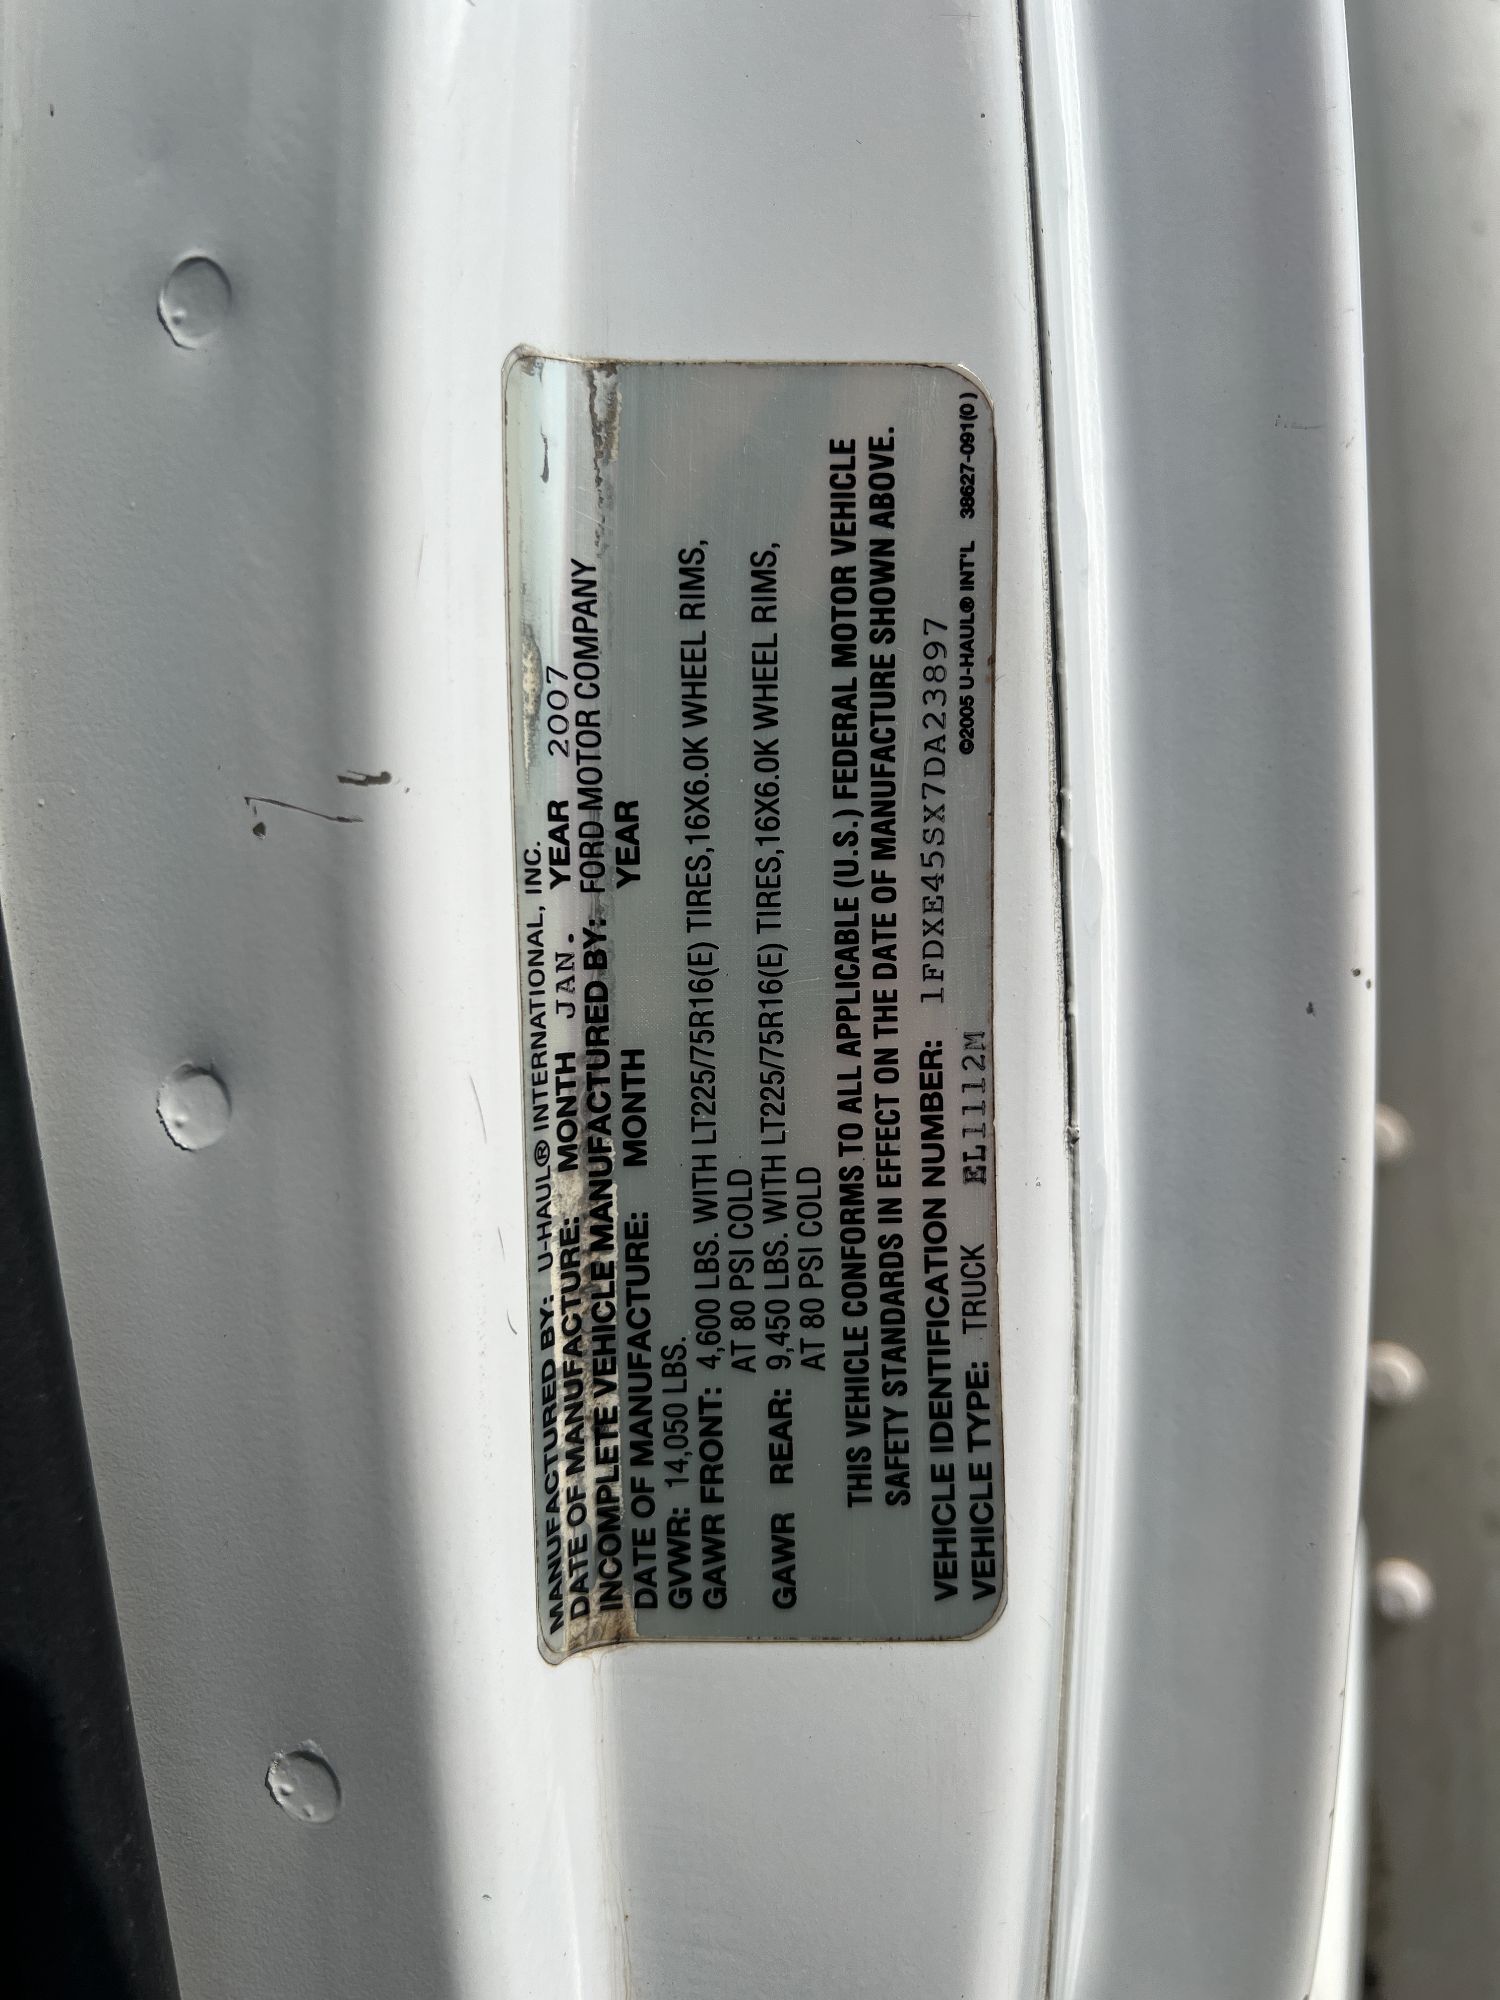 MANUFACTURED BY: U-HAUL® INTERNATIONAL, INC.
DATE OF MANUFACTURE: MONTH JAN. YEAR 2007
INCOMPLETE VEHICLE MANUFACTURED BY: FORD MOTOR COMPANY
DATE OF MANUFACTURE: MONTH YEAR
GVWR: 14,050 LBS.
GAWR FRONT: 4,600 LBS. WITH LT225/75R16(E) TIRES,16X6.0K WHEEL RIMS,
AT 80 PSI COLD
GAWR REAR: 9,450 LBS. WITH LT225/75R16(E) TIRES,16X6.0K WHEEL RIMS,
AT 80 PSI COLD
THIS VEHICLE CONFORMS TO ALL APPLICABLE (U.S.) FEDERAL MOTOR VEHICLE
SAFETY STANDARDS IN EFFECT ON THE DATE OF MANUFACTURE SHOWN ABOVE.
VEHICLE IDENTIFICATION NUMBER: 1FDXE45SX7DA23897
VEHICLE TYPE: TRUCK EL1112M ©2005 U-HAUL® INT'L 38627-091(0)